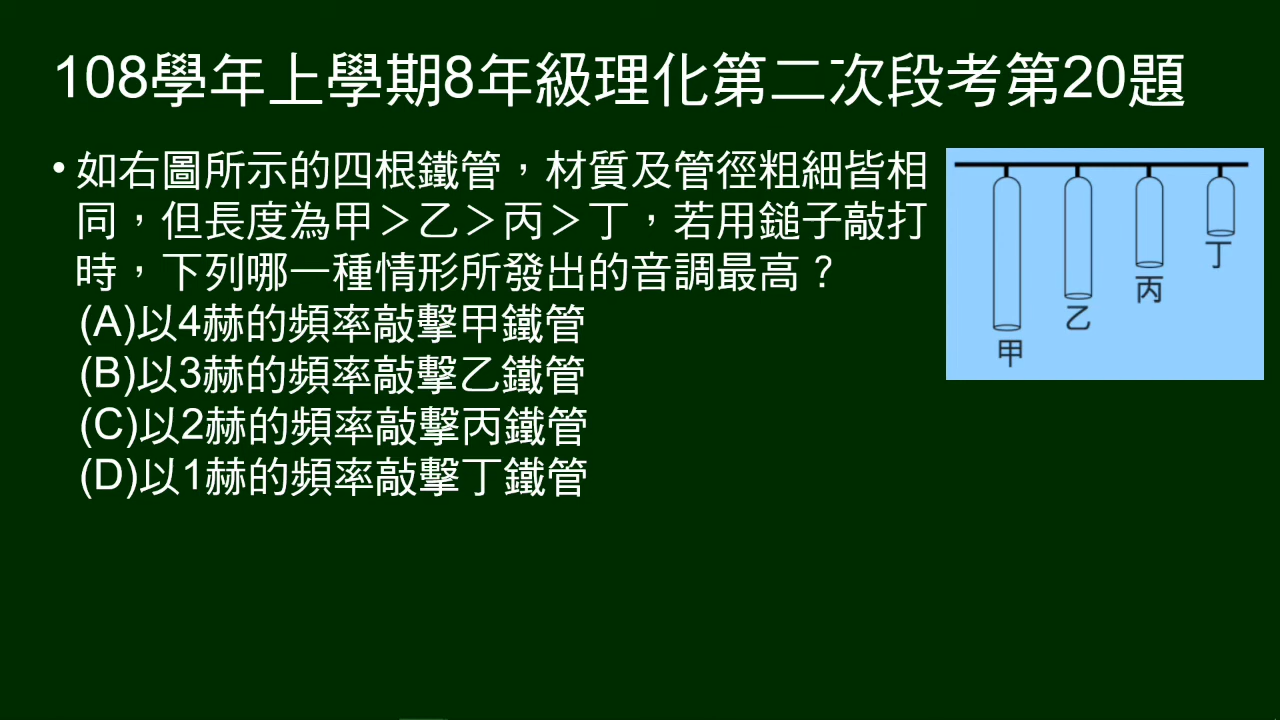 108學年上學期8年級理化第二次段考第20題
•如右圖所示的四根鐵管，材質及管徑粗細皆相
同，但長度為甲＞乙＞丙＞丁，若用鎚子敲打
時，下列哪一種情形所發出的音調最高？
(A)以4赫的頻率敲擊甲鐵管
(B)以3赫的頻率敲擊乙鐵管
(C)以2赫的頻率敲擊丙鐵管
(D)以1赫的頻率敲擊丁鐵管
甲
乙
丙
丁